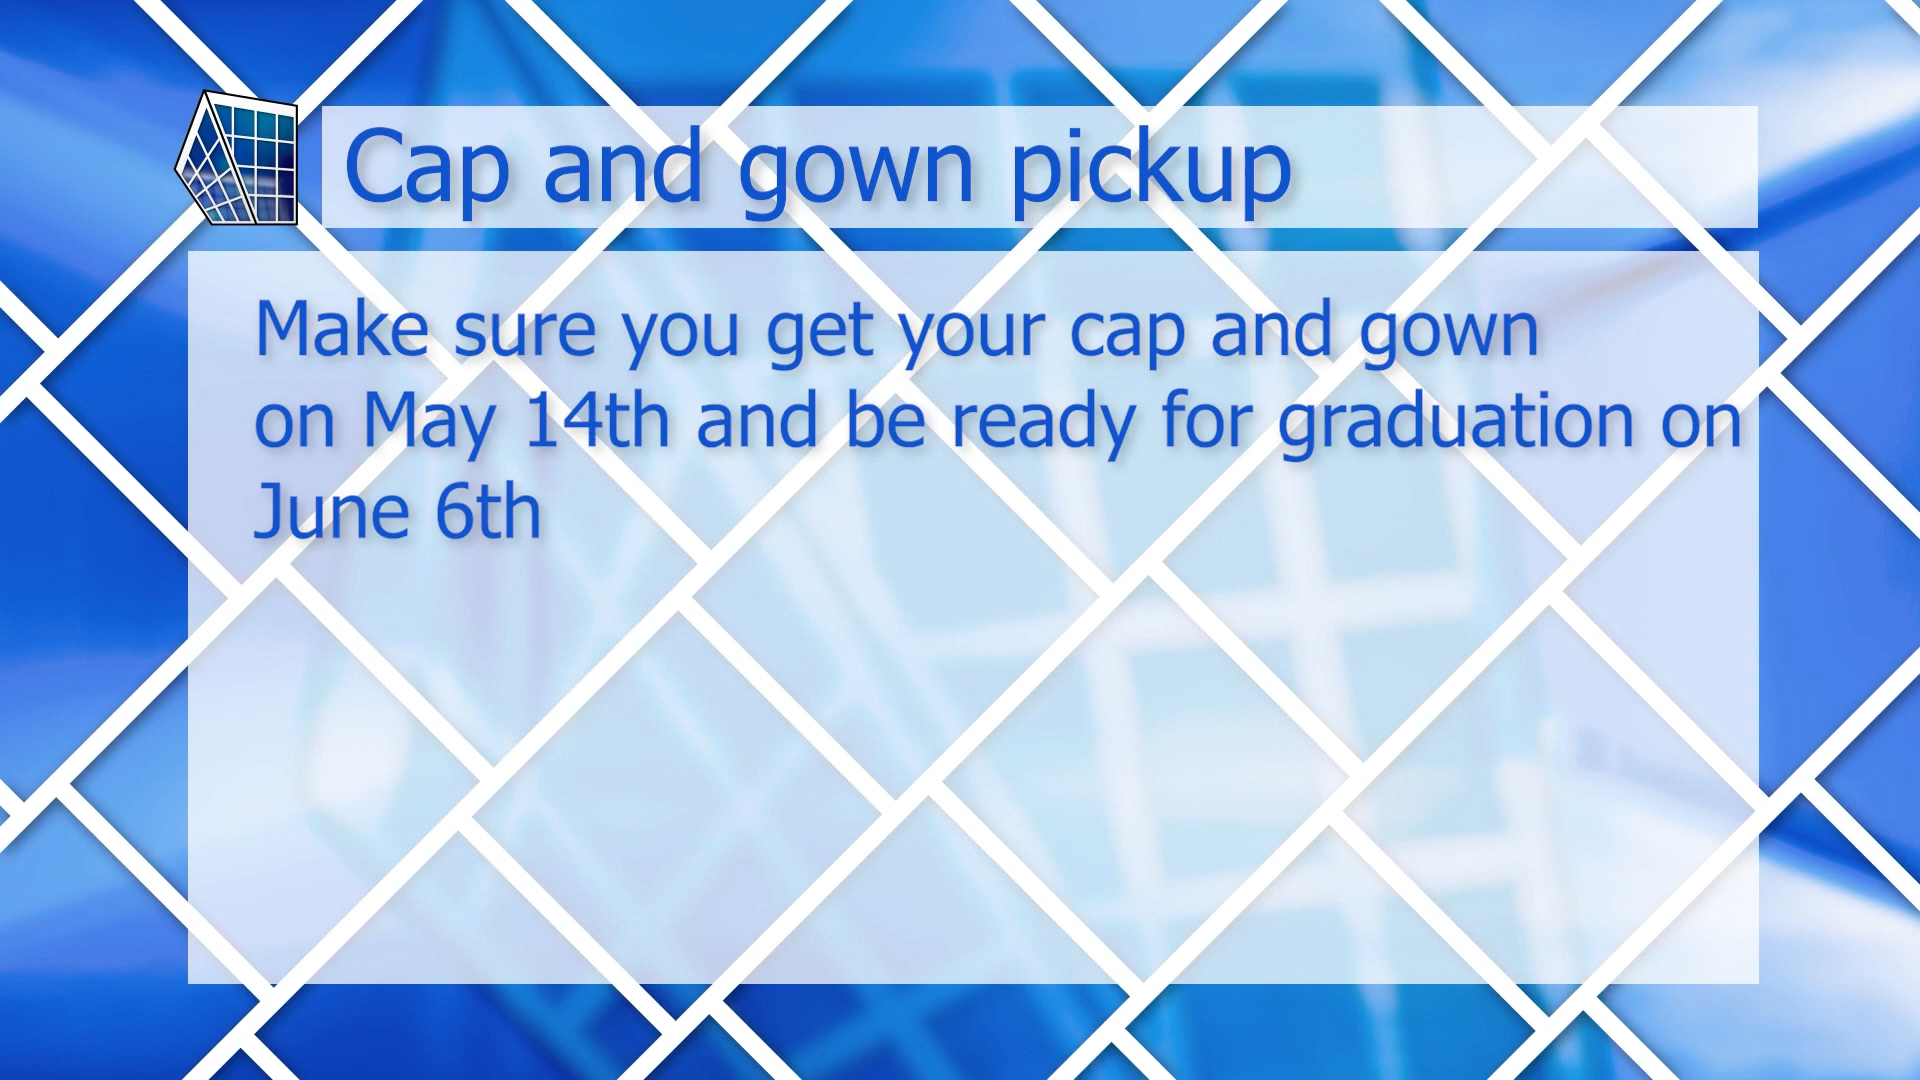 Cap and gown pickup
Make sure you get your cap and gown
on May 14th and be ready for graduation on
June 6th